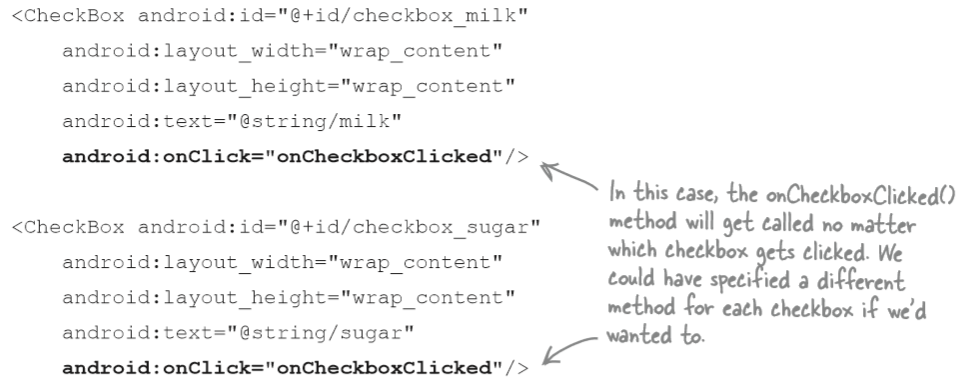 <CheckBox android:id="@+id/checkbox_milk"
android:layout_width="wrap_content"
android:layout_height="wrap_content"
android:text="@string/milk"
android:onClick="onCheckboxClicked"/>
<CheckBox android:id="@+id/checkbox_sugar"
android:layout_width="wrap_content"
android:layout_height="wrap_content"
android:text="@string/sugar"
android:onClick="onCheckboxClicked"/>
In this case, the onCheckboxClicked()
method will get called no matter
which checkbox gets clicked. We
could have specified a different
method for each checkbox if we'd
wanted to.